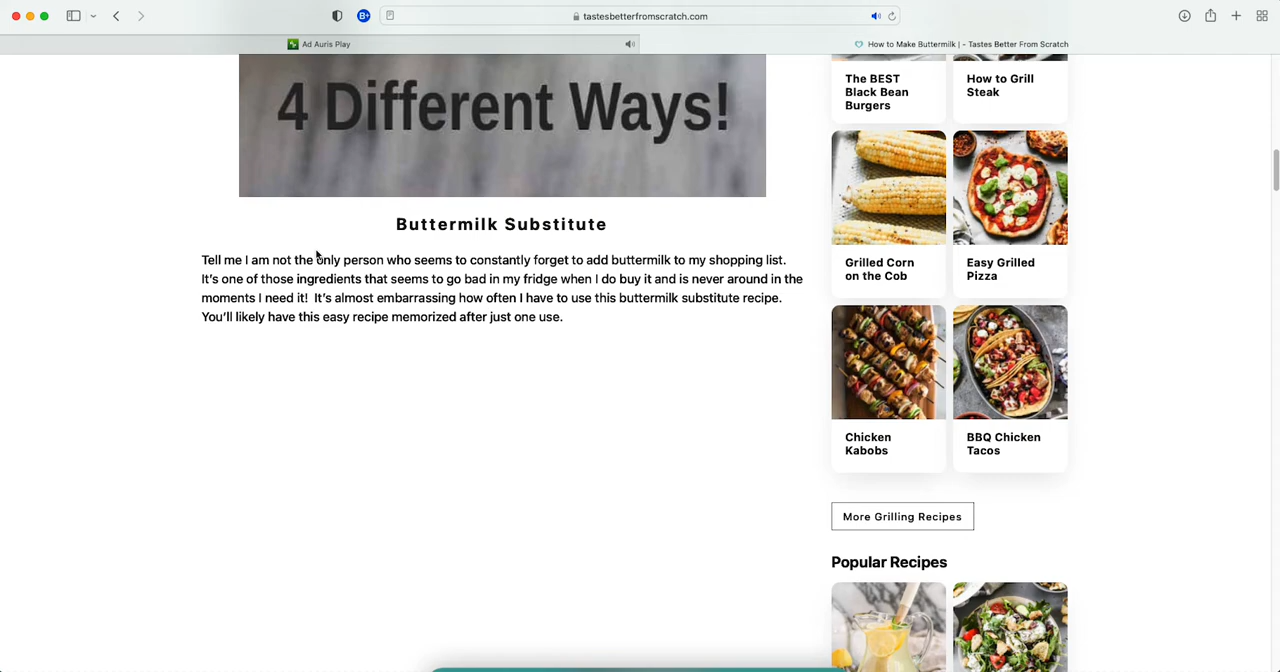 tastesbetterfromscratch.com
Ad Auris Play
How to Make Buttermilk | - Tastes Better From Scratch
4 Different Ways!
Buttermilk Substitute
Tell me I am not the only person who seems to constantly forget to add buttermilk to my shopping list.
It's one of those ingredients that seems to go bad in my fridge when I do buy it and is never around in the
moments I need it!  It's almost embarrassing how often I have to use this buttermilk substitute recipe.
You'll likely have this easy recipe memorized after just one use.
The BEST
Black Bean
Burgers
How to Grill
Steak
Grilled Corn
on the Cob
Easy Grilled
Pizza
Chicken
Kabobs
BBQ Chicken
Tacos
More Grilling Recipes
Popular Recipes